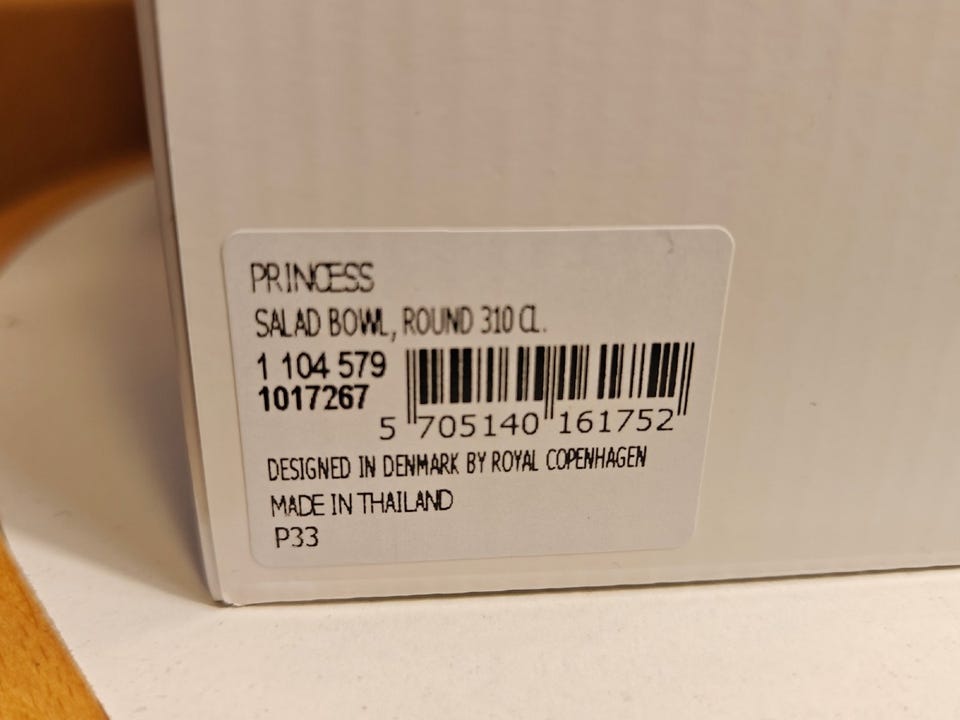 PRINCESS
SALAD BOWL, ROUND 310 CL.
1 104 579
1017267
5 705140 161752
DESIGNED IN DENMARK BY ROYAL COPENHAGEN
MADE IN THAILAND
P33